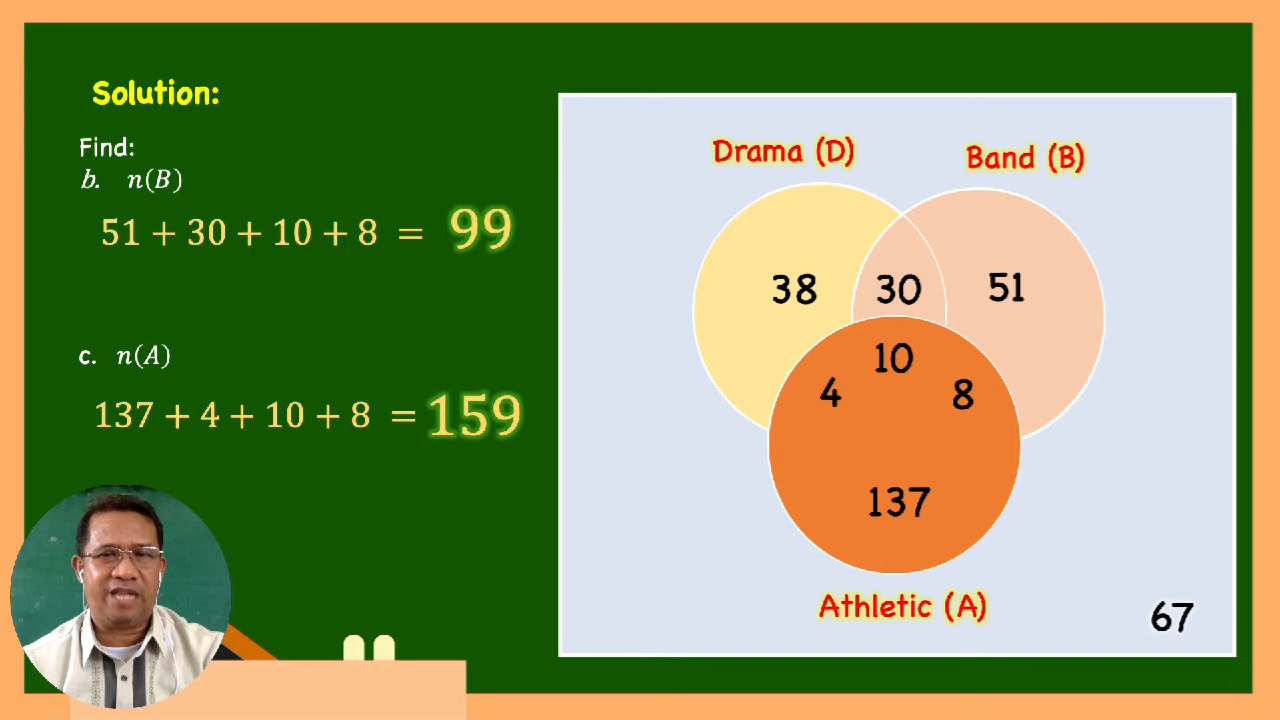 Solution:
Find:
b. n(B)
51 + 30 + 10 + 8 = 99
c. n(A)
137 + 4 + 10 + 8 = 159
Drama (D)
Band (B)
38
30
51
10
4
8
137
Athletic (A)
67